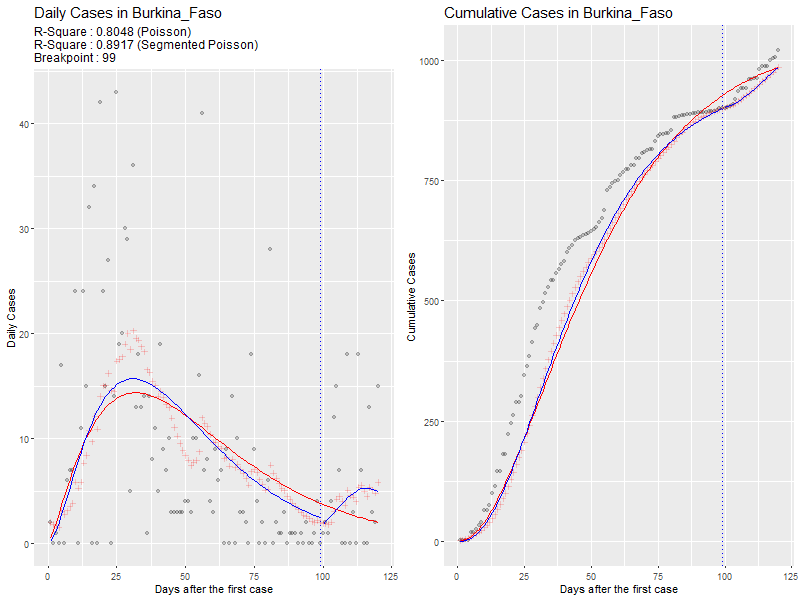 Daily Cases in Burkina_Faso
R-Square : 0.8048 (Poisson)
R-Square : 0.8917 (Segmented Poisson)
Breakpoint : 99
Daily Cases
40
30
20
10
0
0 25 50 75 100 125
Days after the first case
Cumulative Cases in Burkina_Faso
Cumulative Cases
1000
750
500
250
0
0 25 50 75 100 125
Days after the first case